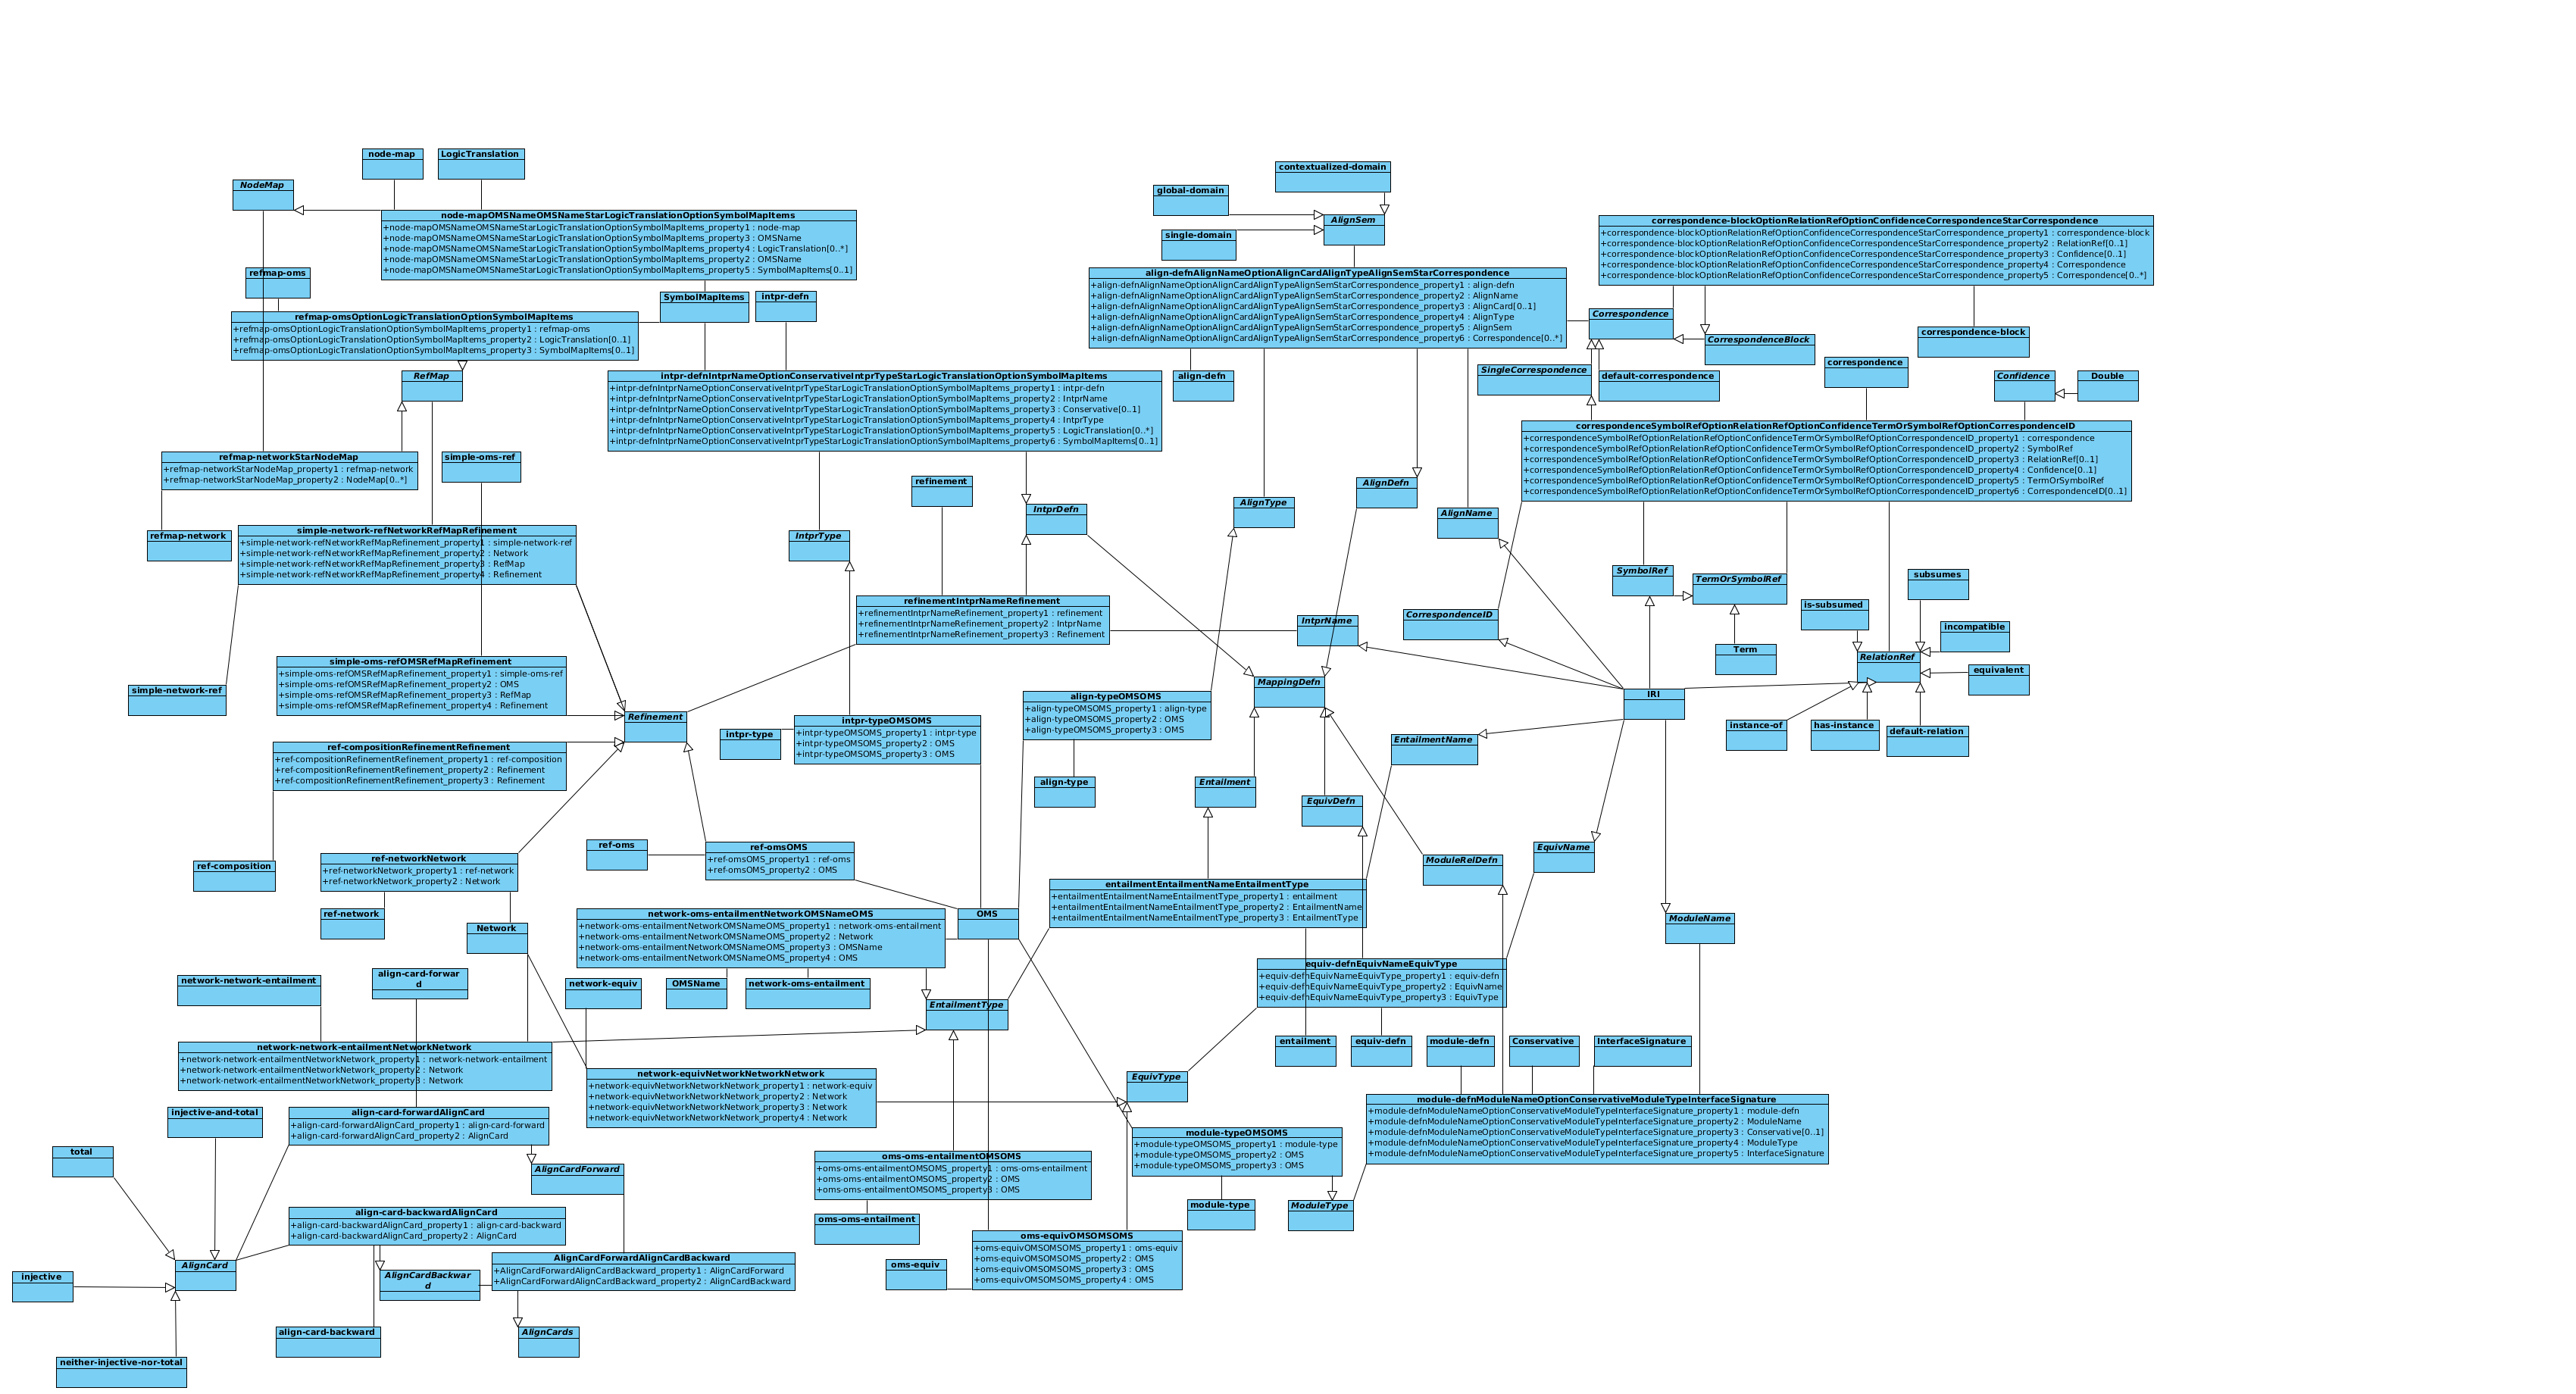 node-map
LogicTranslation
NodeMap
node-mapOMSNameOMSNameStarLogicTranslationOptionSymbolMapItems
+node-mapOMSNameOMSNameStarLogicTranslationOptionSymbolMapItems_property1 : node-map
+node-mapOMSNameOMSNameStarLogicTranslationOptionSymbolMapItems_property3 : OMSName
+node-mapOMSNameOMSNameStarLogicTranslationOptionSymbolMapItems_property4 : LogicTranslation[0..*]
+node-mapOMSNameOMSNameStarLogicTranslationOptionSymbolMapItems_property2 : OMSName
+node-mapOMSNameOMSNameStarLogicTranslationOptionSymbolMapItems_property5 : SymbolMapItems[0..1]
refmap-oms
SymbolMapItems
intpr-defn
refmap-omsOptionLogicTranslationOptionSymbolMapItems
+refmap-omsOptionLogicTranslationOptionSymbolMapItems_property1 : refmap-oms
+refmap-omsOptionLogicTranslationOptionSymbolMapItems_property2 : LogicTranslation[0..1]
+refmap-omsOptionLogicTranslationOptionSymbolMapItems_property3 : SymbolMapItems[0..1]
RefMap
intpr-defnIntprNameOptionConservativeIntprTypeStarLogicTranslationOptionSymbolMapItems
+intpr-defnIntprNameOptionConservativeIntprTypeStarLogicTranslationOptionSymbolMapItems_property1 : intpr-defn
+intpr-defnIntprNameOptionConservativeIntprTypeStarLogicTranslationOptionSymbolMapItems_property2 : IntprName
+intpr-defnIntprNameOptionConservativeIntprTypeStarLogicTranslationOptionSymbolMapItems_property3 : Conservative[0..1]
+intpr-defnIntprNameOptionConservativeIntprTypeStarLogicTranslationOptionSymbolMapItems_property4 : IntprType
+intpr-defnIntprNameOptionConservativeIntprTypeStarLogicTranslationOptionSymbolMapItems_property5 : LogicTranslation[0..*]
+intpr-defnIntprNameOptionConservativeIntprTypeStarLogicTranslationOptionSymbolMapItems_property6 : SymbolMapItems[0..1]
contextualized-domain
global-domain
AlignSem
single-domain
align-defnAlignNameOptionAlignCardAlignTypeAlignSemStarCorrespondence
+align-defnAlignNameOptionAlignCardAlignTypeAlignSemStarCorrespondence_property1 : align-defn
+align-defnAlignNameOptionAlignCardAlignTypeAlignSemStarCorrespondence_property2 : AlignName
+align-defnAlignNameOptionAlignCardAlignTypeAlignSemStarCorrespondence_property3 : AlignCard[0..1]
+align-defnAlignNameOptionAlignCardAlignTypeAlignSemStarCorrespondence_property4 : AlignType
+align-defnAlignNameOptionAlignCardAlignTypeAlignSemStarCorrespondence_property5 : AlignSem
+align-defnAlignNameOptionAlignCardAlignTypeAlignSemStarCorrespondence_property6 : Correspondence[0..*]
align-defn
correspondence-blockOptionRelationRefOptionConfidenceCorrespondenceStarCorrespondence
+correspondence-blockOptionRelationRefOptionConfidenceCorrespondenceStarCorrespondence_property1 : correspondence-block
+correspondence-blockOptionRelationRefOptionConfidenceCorrespondenceStarCorrespondence_property2 : RelationRef[0..1]
+correspondence-blockOptionRelationRefOptionConfidenceCorrespondenceStarCorrespondence_property3 : Confidence[0..1]
+correspondence-blockOptionRelationRefOptionConfidenceCorrespondenceStarCorrespondence_property4 : Correspondence
+correspondence-blockOptionRelationRefOptionConfidenceCorrespondenceStarCorrespondence_property5 : Correspondence[0..*]
Correspondence
CorrespondenceBlock
correspondence-block
SingleCorrespondence
default-correspondence
correspondence
Confidence
Double
correspondenceSymbolRefOptionRelationRefOptionConfidenceTermOrSymbolRefOptionCorrespondenceID
+correspondenceSymbolRefOptionRelationRefOptionConfidenceTermOrSymbolRefOptionCorrespondenceID_property1 : correspondence
+correspondenceSymbolRefOptionRelationRefOptionConfidenceTermOrSymbolRefOptionCorrespondenceID_property2 : SymbolRef
+correspondenceSymbolRefOptionRelationRefOptionConfidenceTermOrSymbolRefOptionCorrespondenceID_property3 : RelationRef[0..1]
+correspondenceSymbolRefOptionRelationRefOptionConfidenceTermOrSymbolRefOptionCorrespondenceID_property4 : Confidence[0..1]
+correspondenceSymbolRefOptionRelationRefOptionConfidenceTermOrSymbolRefOptionCorrespondenceID_property5 : TermOrSymbolRef
+correspondenceSymbolRefOptionRelationRefOptionConfidenceTermOrSymbolRefOptionCorrespondenceID_property6 : CorrespondenceID[0..1]
refmap-networkStarNodeMap
+refmap-networkStarNodeMap_property1 : refmap-network
+refmap-networkStarNodeMap_property2 : NodeMap[0..*]
simple-oms-ref
refmap-network
simple-network-refNetworkRefMapRefinement
+simple-network-refNetworkRefMapRefinement_property1 : simple-network-ref
+simple-network-refNetworkRefMapRefinement_property2 : Network
+simple-network-refNetworkRefMapRefinement_property3 : RefMap
+simple-network-refNetworkRefMapRefinement_property4 : Refinement
refinement
IntprDefn
IntprType
AlignType
AlignDefn
AlignName
refinementIntprNameRefinement
+refinementIntprNameRefinement_property1 : refinement
+refinementIntprNameRefinement_property2 : IntprName
+refinementIntprNameRefinement_property3 : Refinement
IntprName
CorrespondenceID
SymbolRef
TermOrSymbolRef
Term
subsumes
is-subsumed
incompatible
RelationRef
equivalent
instance-of
has-instance
default-relation
simple-network-ref
simple-oms-refOMSRefMapRefinement
+simple-oms-refOMSRefMapRefinement_property1 : simple-oms-ref
+simple-oms-refOMSRefMapRefinement_property2 : OMS
+simple-oms-refOMSRefMapRefinement_property3 : RefMap
+simple-oms-refOMSRefMapRefinement_property4 : Refinement
Refinement
intpr-type
intpr-typeOMSOMS
+intpr-typeOMSOMS_property1 : intpr-type
+intpr-typeOMSOMS_property2 : OMS
+intpr-typeOMSOMS_property3 : OMS
align-typeOMSOMS
+align-typeOMSOMS_property1 : align-type
+align-typeOMSOMS_property2 : OMS
+align-typeOMSOMS_property3 : OMS
align-type
MappingDefn
IRI
EntailmentName
Entailment
EquivDefn
ModuleRelDefn
EquivName
ModuleName
ref-compositionRefinementRefinement
+ref-compositionRefinementRefinement_property1 : ref-composition
+ref-compositionRefinementRefinement_property2 : Refinement
+ref-compositionRefinementRefinement_property3 : Refinement
ref-composition
ref-networkNetwork
+ref-networkNetwork_property1 : ref-network
+ref-networkNetwork_property2 : Network
ref-network
Network
ref-oms
ref-omsOMS
+ref-omsOMS_property1 : ref-oms
+ref-omsOMS_property2 : OMS
network-oms-entailmentNetworkOMSNameOMS
+network-oms-entailmentNetworkOMSNameOMS_property1 : network-oms-entailment
+network-oms-entailmentNetworkOMSNameOMS_property2 : Network
+network-oms-entailmentNetworkOMSNameOMS_property3 : OMSName
+network-oms-entailmentNetworkOMSNameOMS_property4 : OMS
OMS
entailmentEntailmentNameEntailmentType
+entailmentEntailmentNameEntailmentType_property1 : entailment
+entailmentEntailmentNameEntailmentType_property2 : EntailmentName
+entailmentEntailmentNameEntailmentType_property3 : EntailmentType
equiv-defnEquivNameEquivType
+equiv-defnEquivNameEquivType_property1 : equiv-defn
+equiv-defnEquivNameEquivType_property2 : EquivName
+equiv-defnEquivNameEquivType_property3 : EquivType
network-network-entailment
align-card-forwar
d
network-equiv
OMSName
network-oms-entailment
EntailmentType
entailment
equiv-defn
module-defn
Conservative
InterfaceSignature
network-network-entailmentNetworkNetwork
+network-network-entailmentNetworkNetwork_property1 : network-network-entailment
+network-network-entailmentNetworkNetwork_property2 : Network
+network-network-entailmentNetworkNetwork_property3 : Network
network-equivNetworkNetworkNetwork
+network-equivNetworkNetworkNetwork_property1 : network-equiv
+network-equivNetworkNetworkNetwork_property2 : Network
+network-equivNetworkNetworkNetwork_property3 : Network
+network-equivNetworkNetworkNetwork_property4 : Network
EquivType
module-defnModuleNameOptionConservativeModuleTypeInterfaceSignature
+module-defnModuleNameOptionConservativeModuleTypeInterfaceSignature_property1 : module-defn
+module-defnModuleNameOptionConservativeModuleTypeInterfaceSignature_property2 : ModuleName
+module-defnModuleNameOptionConservativeModuleTypeInterfaceSignature_property3 : Conservative[0..1]
+module-defnModuleNameOptionConservativeModuleTypeInterfaceSignature_property4 : ModuleType
+module-defnModuleNameOptionConservativeModuleTypeInterfaceSignature_property5 : InterfaceSignature
injective-and-total
align-card-forwardAlignCard
+align-card-forwardAlignCard_property1 : align-card-forward
+align-card-forwardAlignCard_property2 : AlignCard
total
AlignCardForward
module-typeOMSOMS
+module-typeOMSOMS_property1 : module-type
+module-typeOMSOMS_property2 : OMS
+module-typeOMSOMS_property3 : OMS
module-type
ModuleType
oms-oms-entailmentOMSOMS
+oms-oms-entailmentOMSOMS_property1 : oms-oms-entailment
+oms-oms-entailmentOMSOMS_property2 : OMS
+oms-oms-entailmentOMSOMS_property3 : OMS
oms-oms-entailment
align-card-backwardAlignCard
+align-card-backwardAlignCard_property1 : align-card-backward
+align-card-backwardAlignCard_property2 : AlignCard
oms-equivOMSOMSOMS
+oms-equivOMSOMSOMS_property1 : oms-equiv
+oms-equivOMSOMSOMS_property2 : OMS
+oms-equivOMSOMSOMS_property3 : OMS
+oms-equivOMSOMSOMS_property4 : OMS
oms-equiv
AlignCard
injective
AlignCardBackwar
d
AlignCardForwardAlignCardBackward
+AlignCardForwardAlignCardBackward_property1 : AlignCardForward
+AlignCardForwardAlignCardBackward_property2 : AlignCardBackward
align-card-backward
AlignCards
neither-injective-nor-total